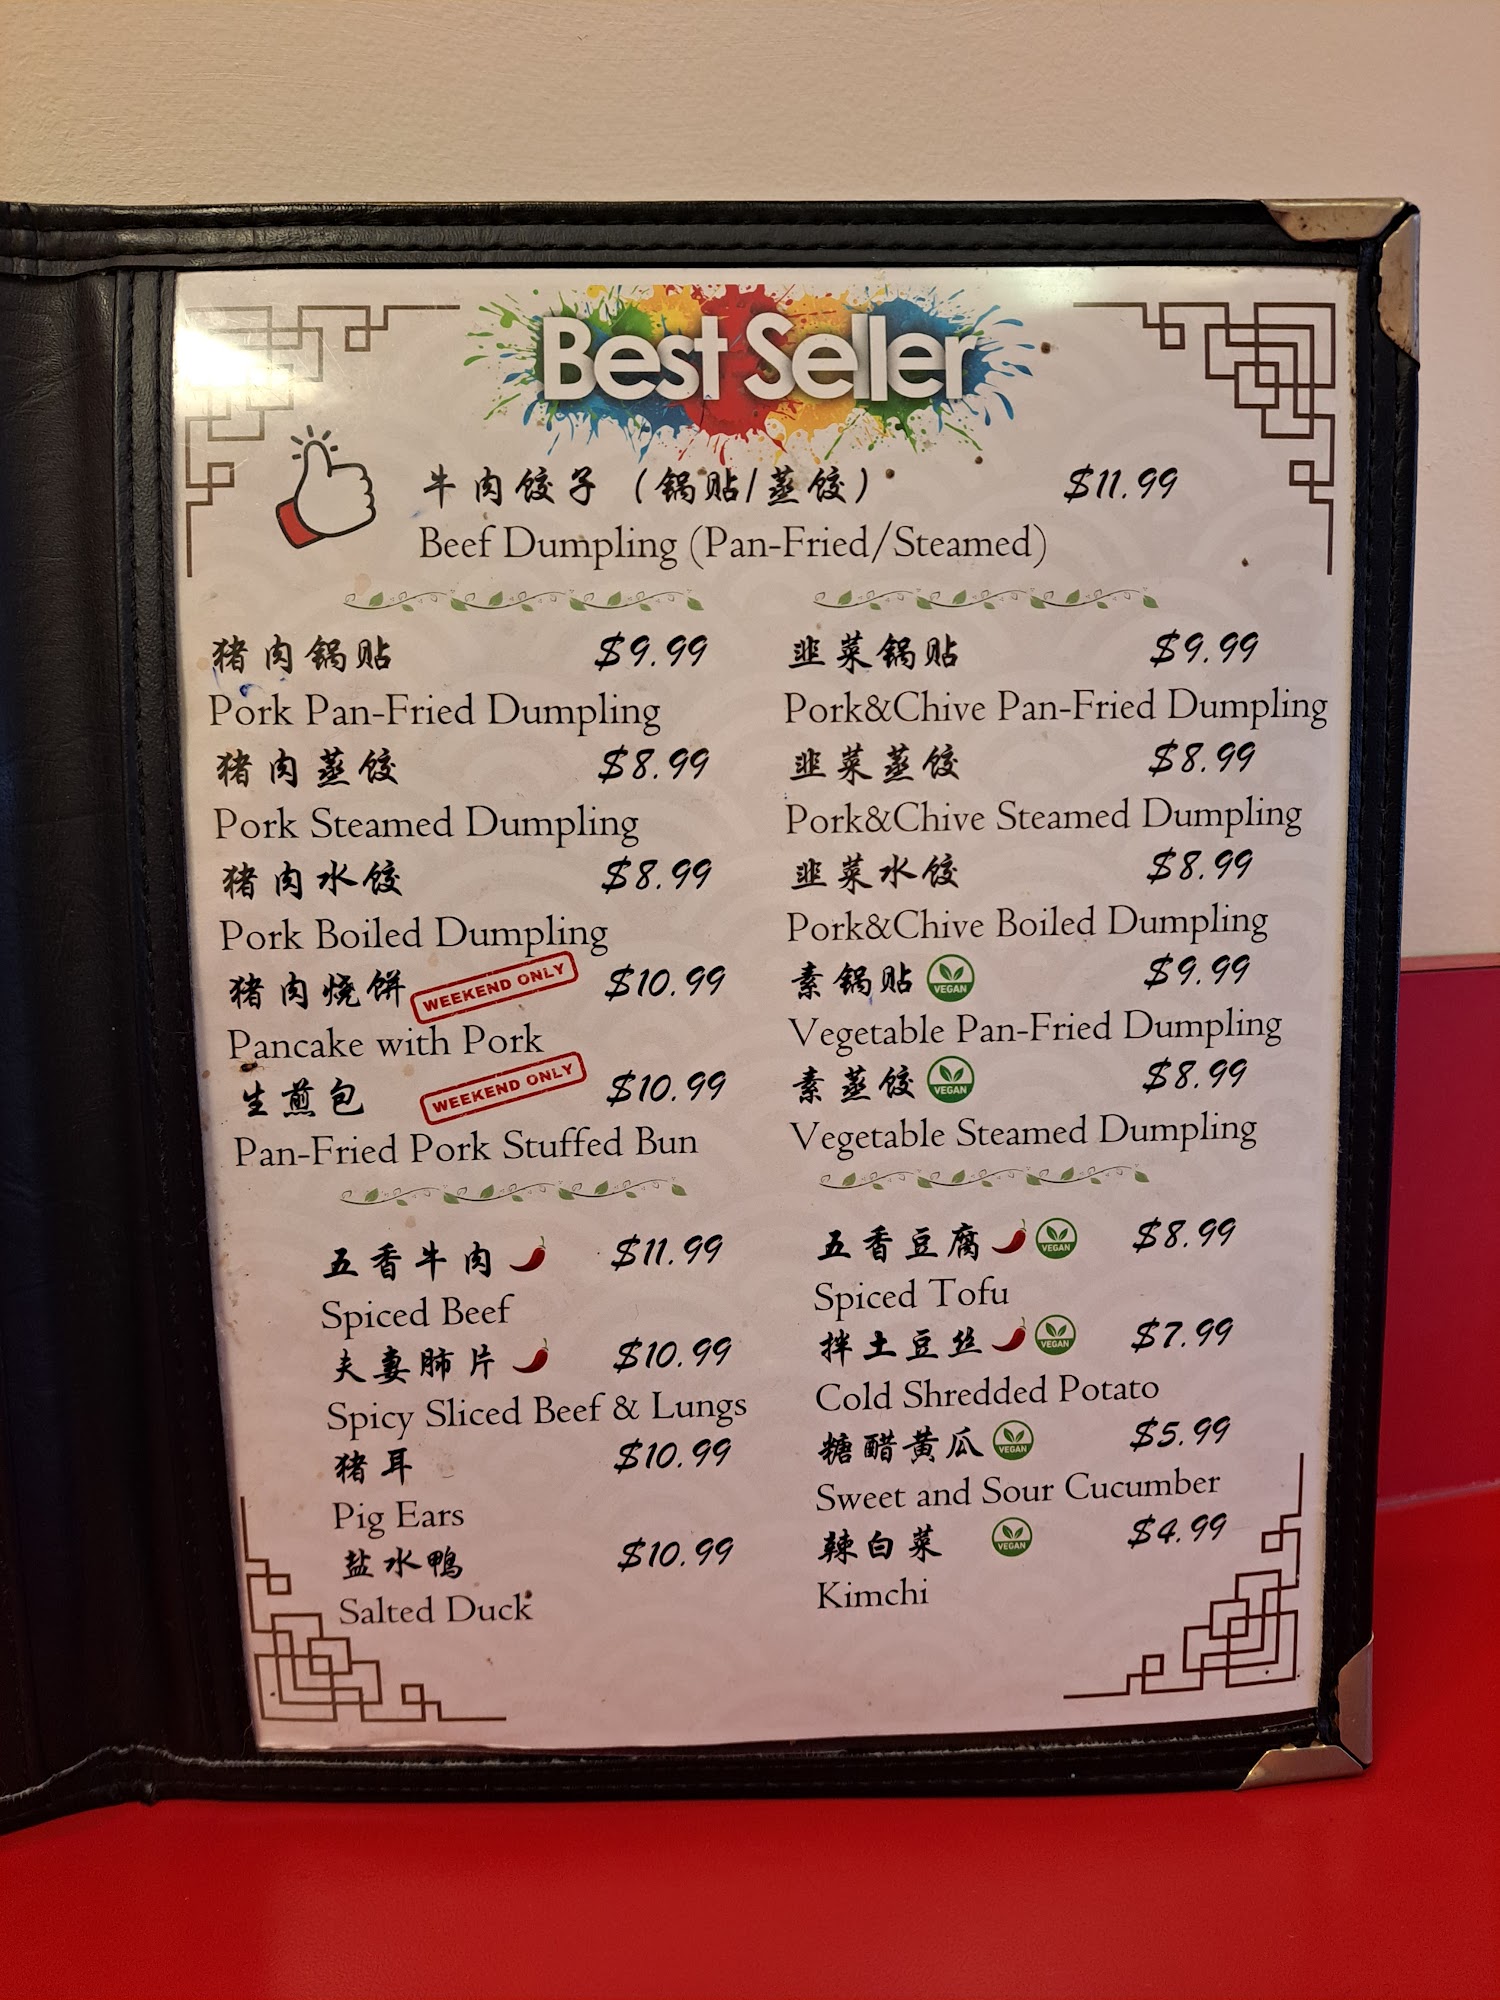 Best Seller
牛肉饺子（锅贴/蒸饺） $11.99
Beef Dumpling (Pan-Fried/Steamed)
猪肉锅贴 $9.99
Pork Pan-Fried Dumpling
猪肉蒸饺 $8.99
Pork Steamed Dumpling
猪肉水饺 $8.99
Pork Boiled Dumpling
猪肉烧饼 WEEKEND ONLY $10.99
Pancake with Pork
生煎包 WEEKEND ONLY $10.99
Pan-Fried Pork Stuffed Bun
韭菜锅贴 $9.99
Pork&Chive Pan-Fried Dumpling
韭菜蒸饺 $8.99
Pork&Chive Steamed Dumpling
韭菜水饺 $8.99
Pork&Chive Boiled Dumpling
素锅贴 VEGAN $9.99
Vegetable Pan-Fried Dumpling
素蒸饺 VEGAN $8.99
Vegetable Steamed Dumpling
五香牛肉 $11.99
Spiced Beef
夫妻肺片 $10.99
Spicy Sliced Beef & Lungs
猪耳 $10.99
Pig Ears
盐水鸭 $10.99
Salted Duck
五香豆腐 VEGAN $8.99
Spiced Tofu
拌土豆丝 VEGAN $7.99
Cold Shredded Potato
糖醋黄瓜 VEGAN $5.99
Sweet and Sour Cucumber
辣白菜 VEGAN $4.99
Kimchi